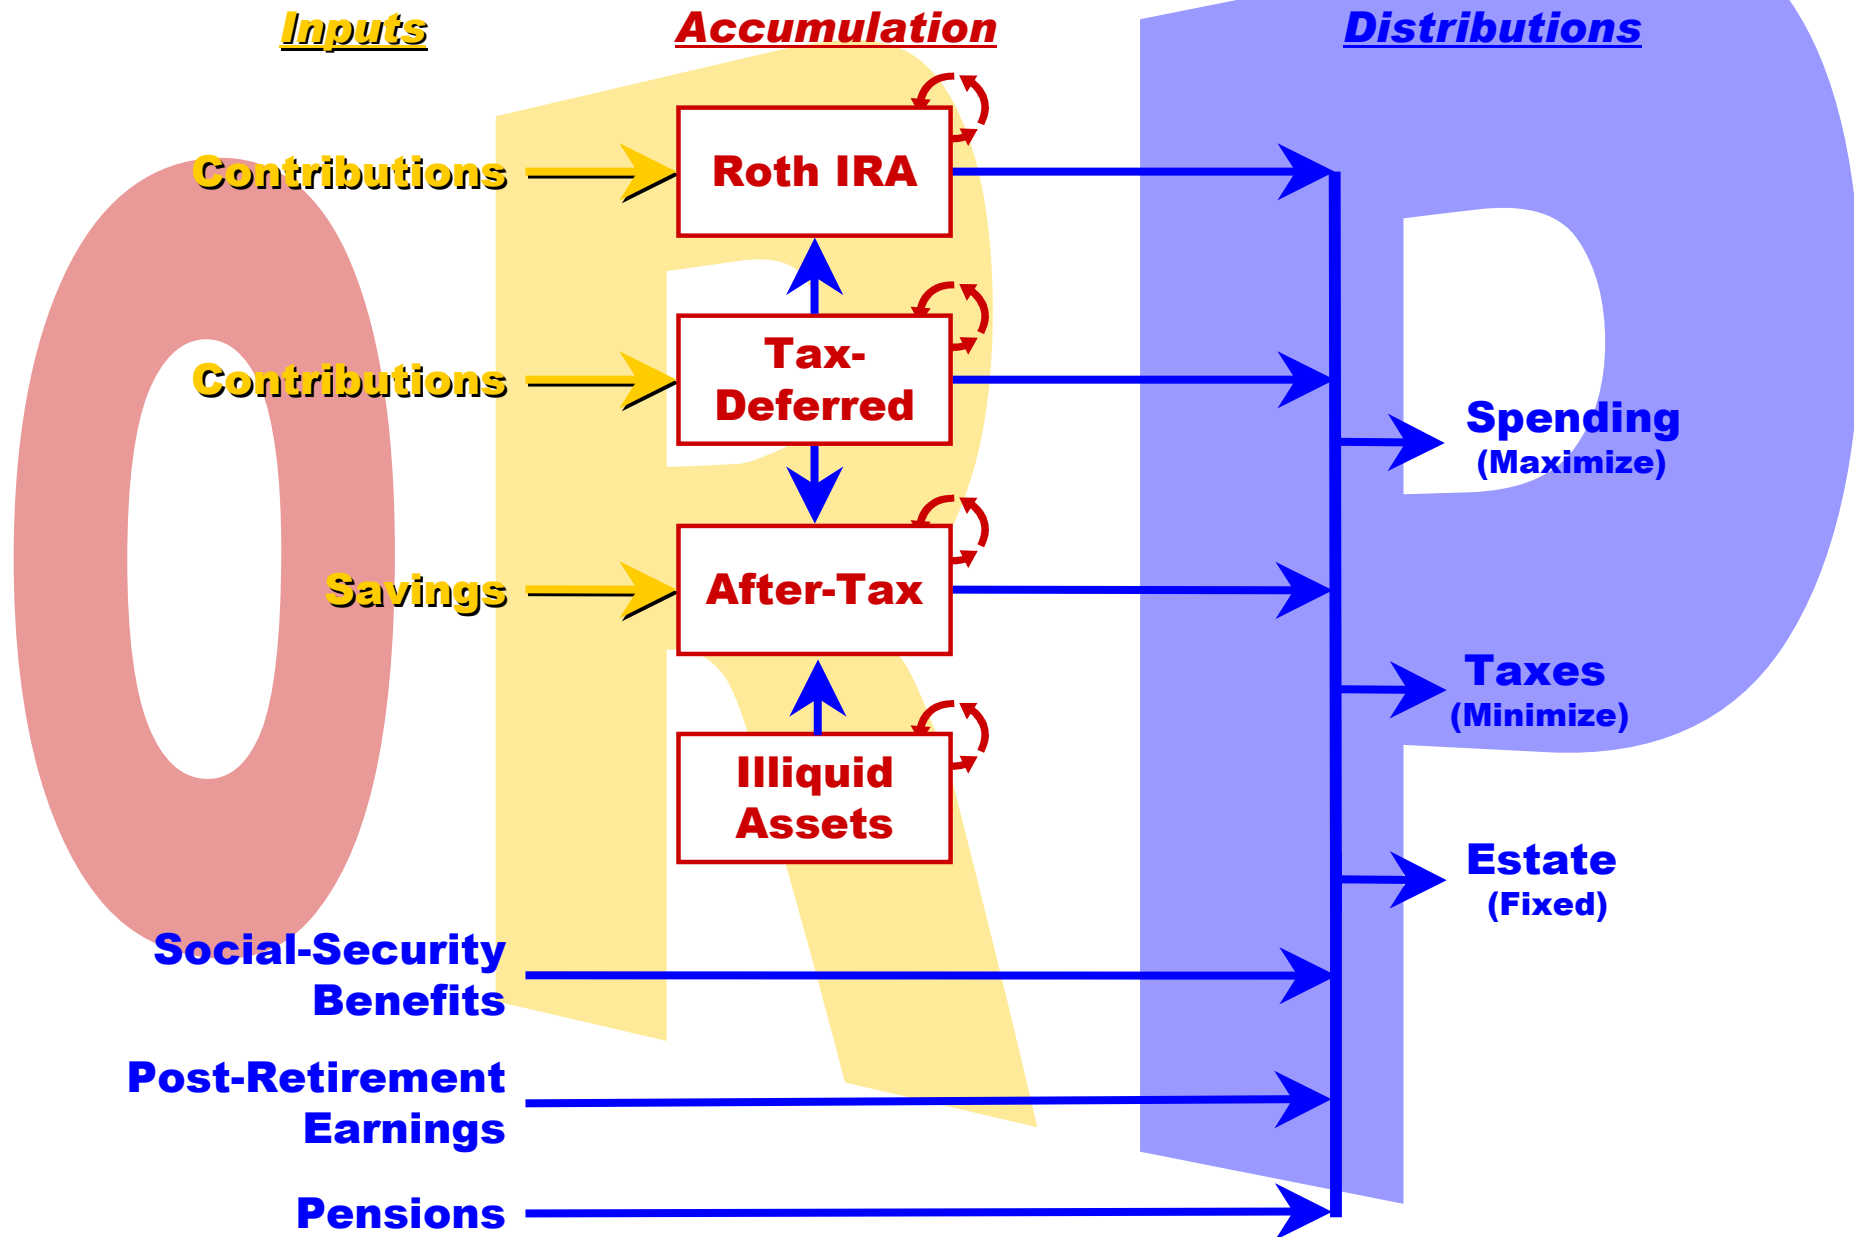 Inputs
Accumulation
Distributions
Contributions
Roth IRA
Contributions
Tax-
Deferred
Spending
(Maximize)
Savings
After-Tax
Taxes
(Minimize)
Illiquid
Assets
Estate
(Fixed)
Social-Security
Benefits
Post-Retirement
Earnings
Pensions
ORP